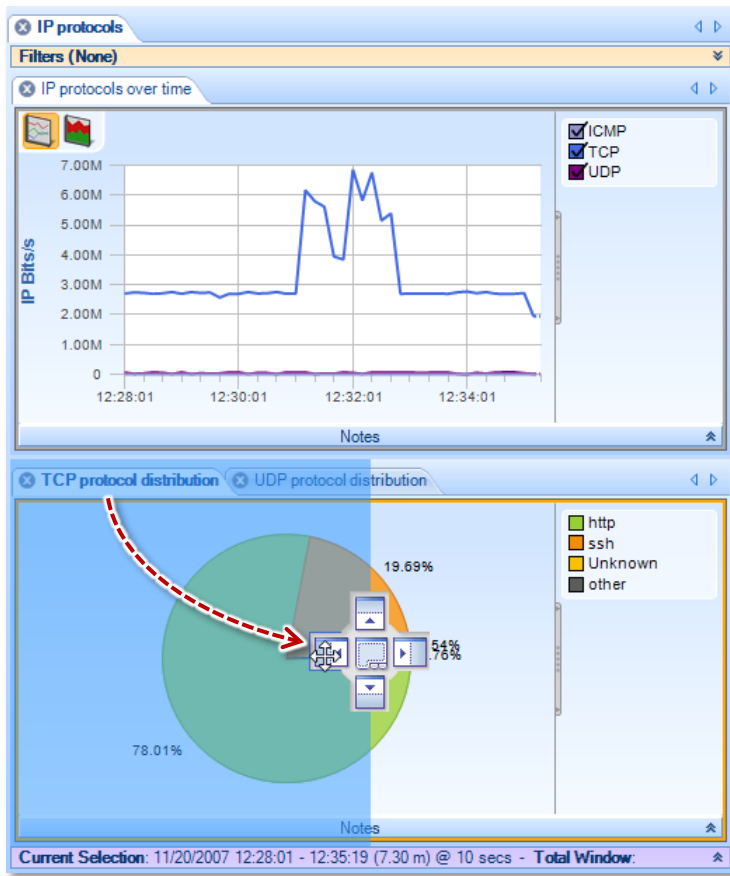 IP protocols
Filters (None)
IP protocols over time
ICMP
TCP
UDP
7.00M
6.00M
5.00M
4.00M
3.00M
2.00M
1.00M
0
IP Bits/s
12:28:01 12:30:01 12:32:01 12:34:01
Notes
TCP protocol distribution UDP protocol distribution
http
ssh
Unknown
other
19.69%
54%
.76%
78.01%
Notes
Current Selection: 11/20/2007 12:28:01 - 12:35:19 (7.30 m) @ 10 secs - Total Window: